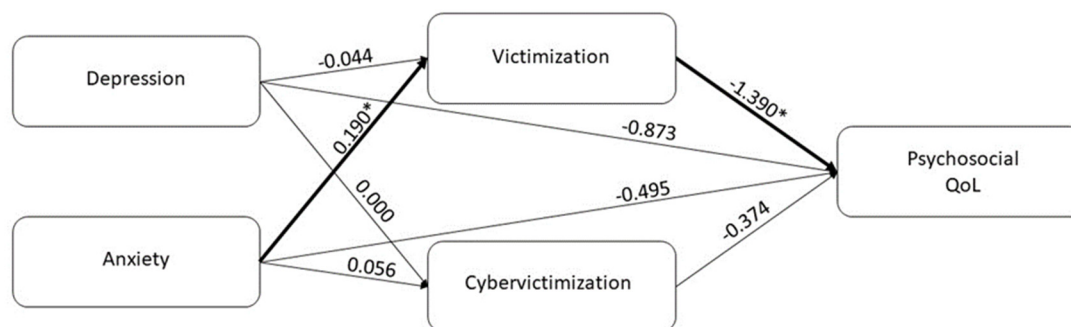 Depression
-0.044
Victimization
-1.390*
0.190*
-0.873
Psychosocial
QoL
0.000
-0.495
-0.374
Anxiety
0.056
Cybervictimization